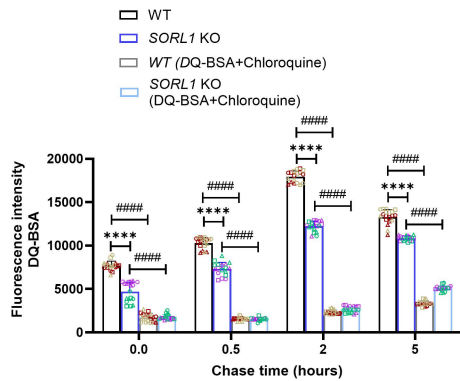 WT
SORL1 KO
WT (DQ-BSA+Chloroquine)
SORL1 KO
(DQ-BSA+Chloroquine)
####
####
####
####
####
####
####
####
****
****
****
****
Fluorescence intensity
DQ-BSA
20000
15000
10000
5000
0
0.0
0.5
2
5
Chase time (hours)